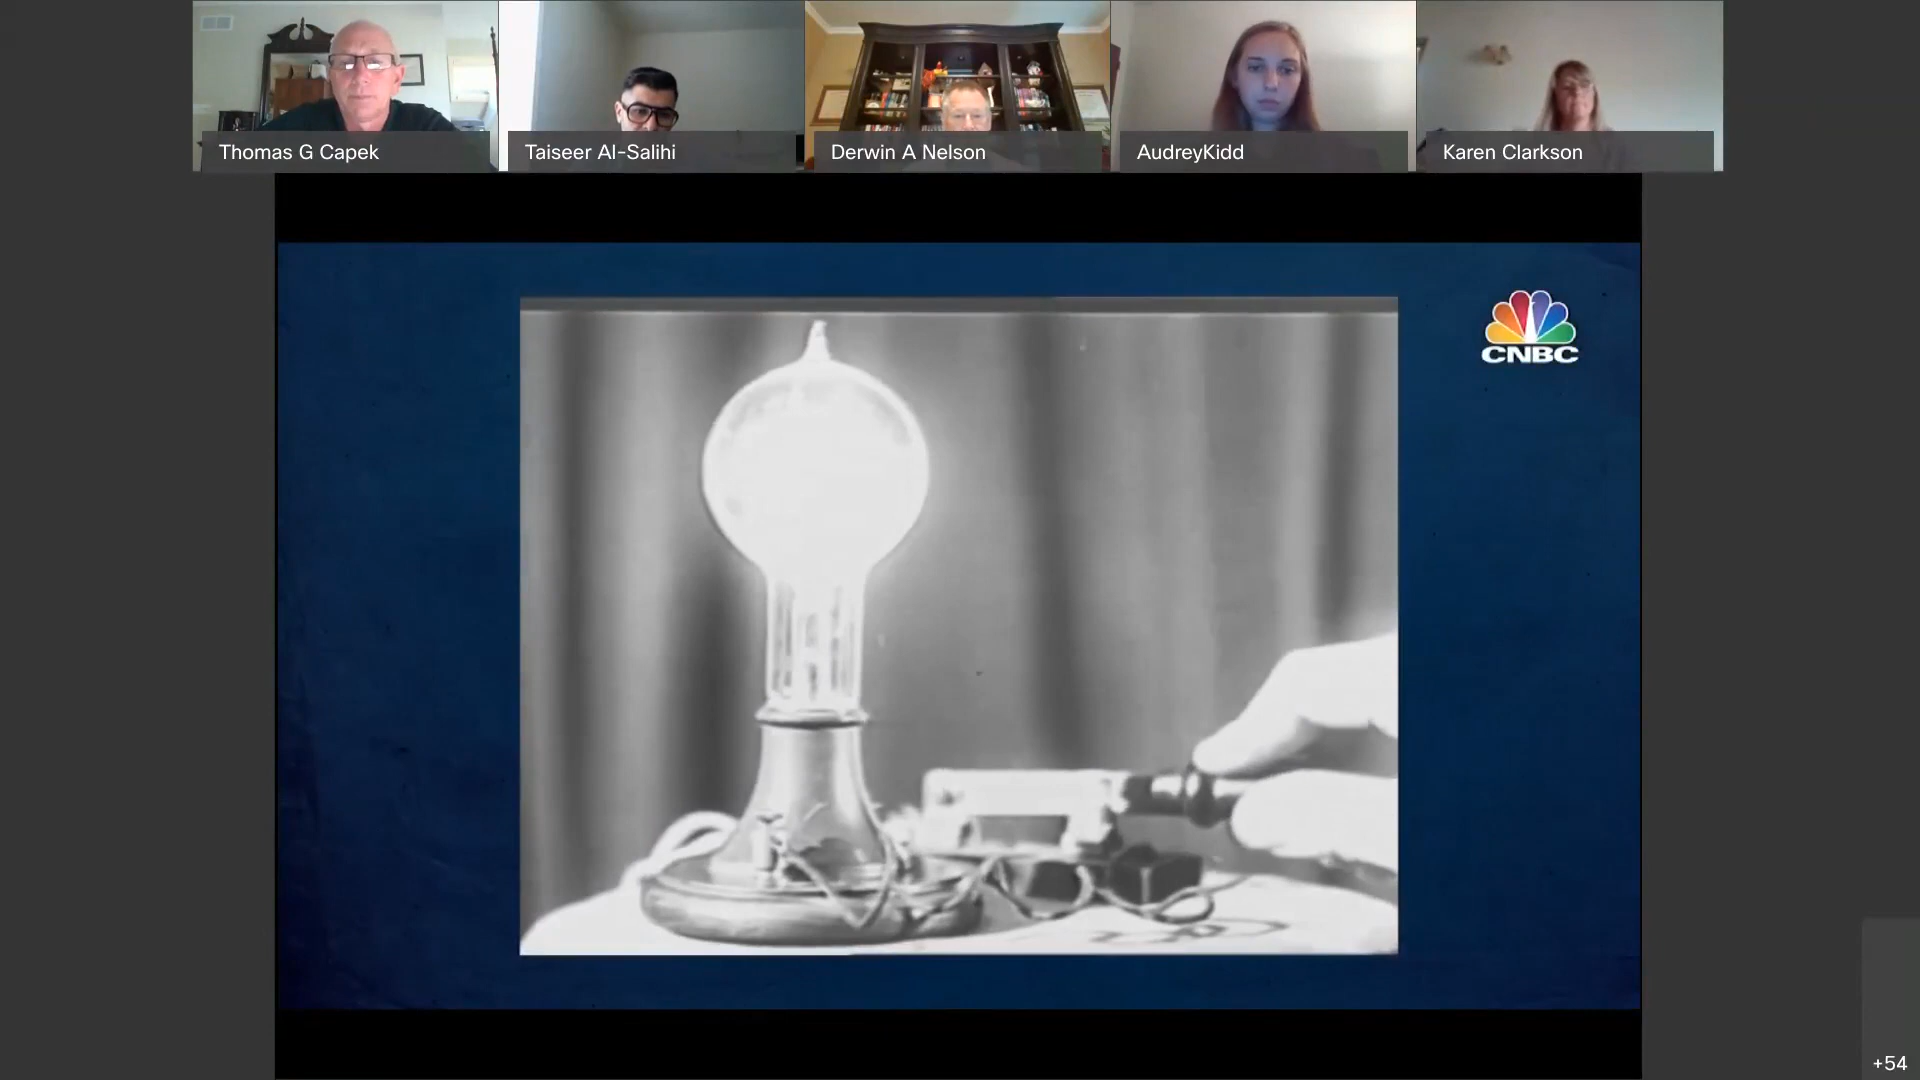 Thomas G Capek
Taiseer Al-Salihi
Derwin A Nelson
AudreyKidd
Karen Clarkson
CNBC
+54